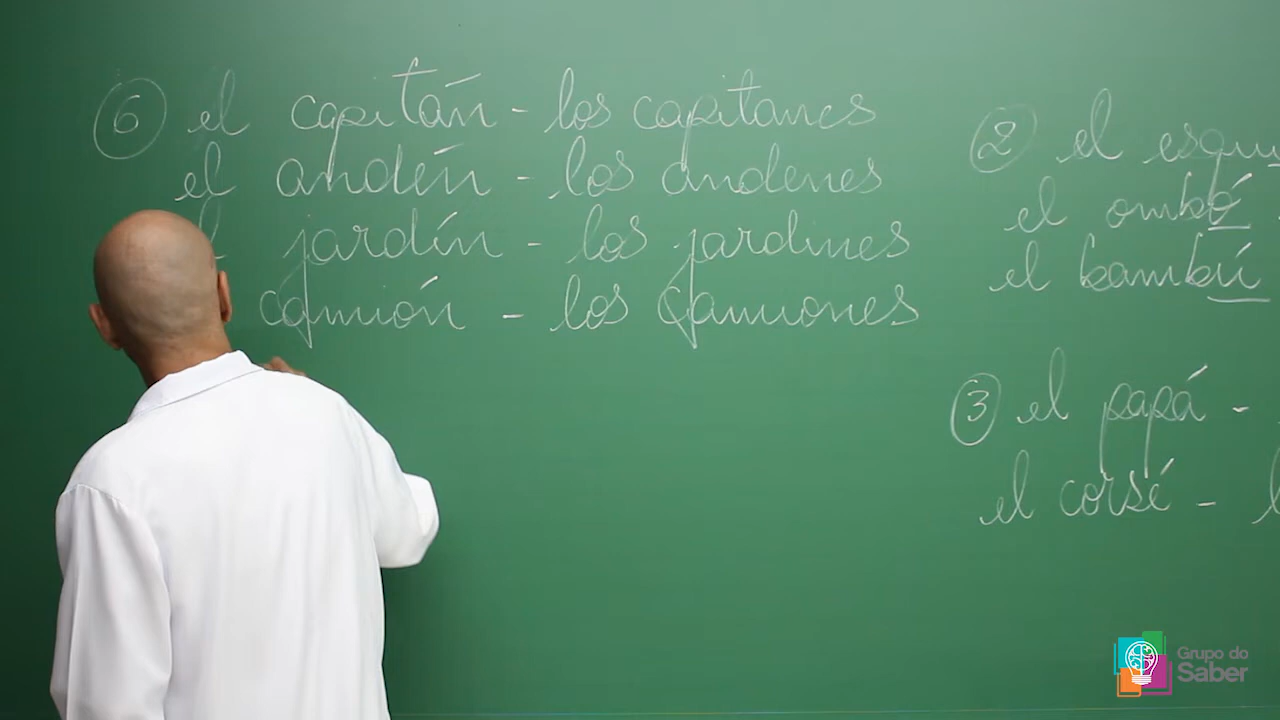 6 el capitán - los capitanes
el andén - los andenes
jardín - los jardines
camión - los camiones
2 el esqui
el ombú
el bambú
3 el papá -
el corsé - l
Grupo do
Saber